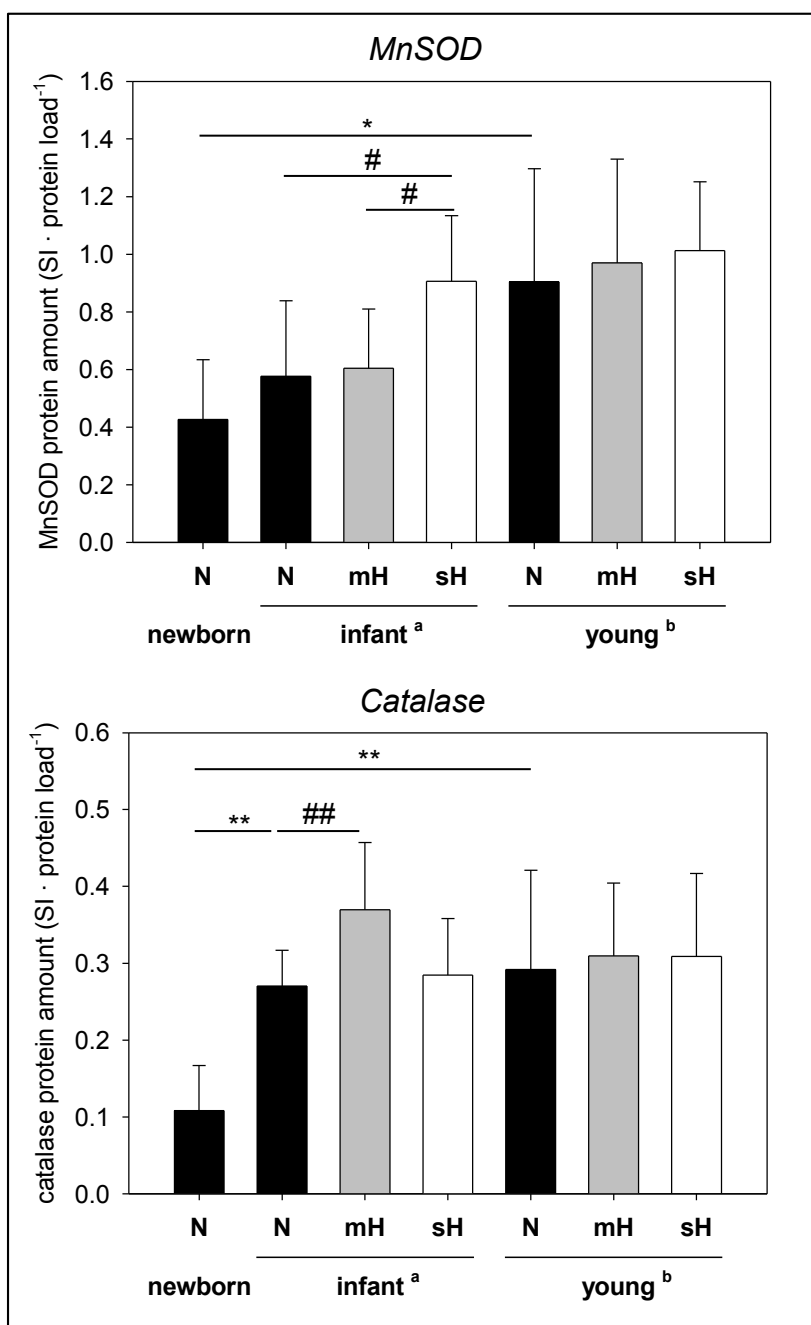 MnSOD
MnSOD protein amount (SI · protein load⁻¹)
1.6
1.4
1.2
1.0
0.8
0.6
0.4
0.2
0.0
*
#
#
N N mH sH N mH sH
newborn infant ᵃ young ᵇ
Catalase
catalase protein amount (SI · protein load⁻¹)
0.6
0.5
0.4
0.3
0.2
0.1
0.0
**
** ##
N N mH sH N mH sH
newborn infant ᵃ young ᵇ